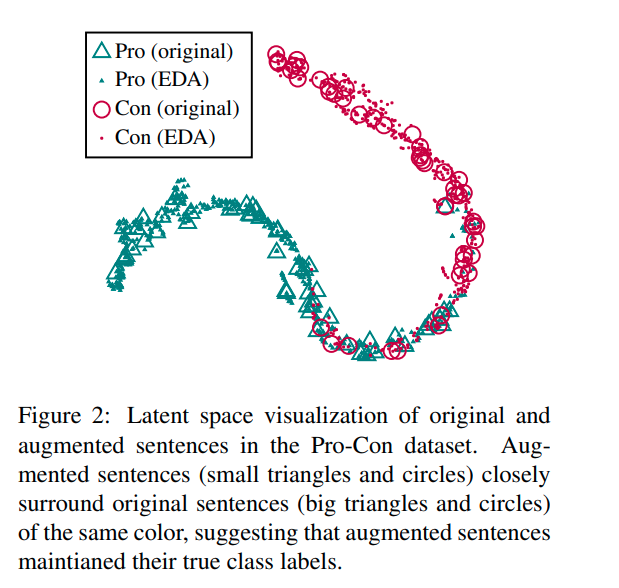 Pro (original)
Pro (EDA)
Con (original)
Con (EDA)
Figure 2: Latent space visualization of original and
augmented sentences in the Pro-Con dataset. Aug-
mented sentences (small triangles and circles) closely
surround original sentences (big triangles and circles)
of the same color, suggesting that augmented sentences
maintianed their true class labels.